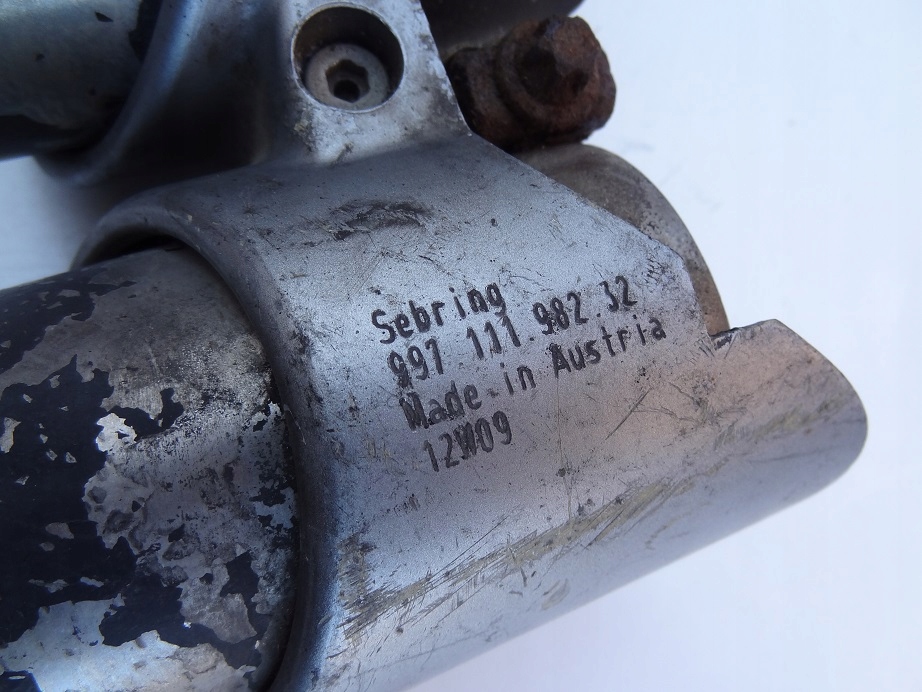 Sebring
997.111.982.32
Made in Austria
12W09